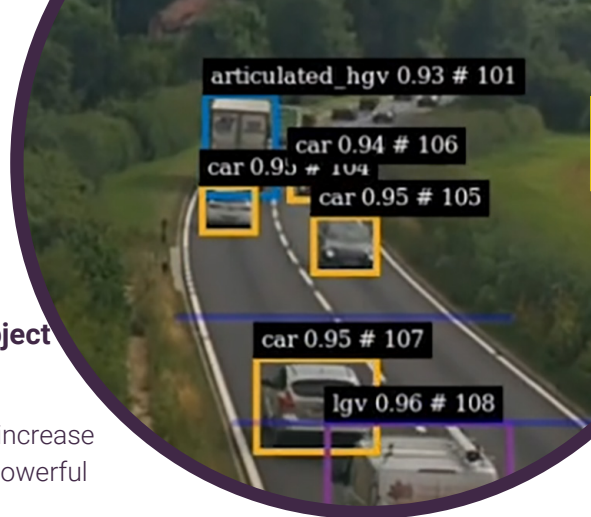 articulated_hgv 0.93 # 101
car 0.94 # 106
car 0.95 # 104
car 0.95 # 105
car 0.95 # 107
lgv 0.96 # 108
ject
increase
owerful